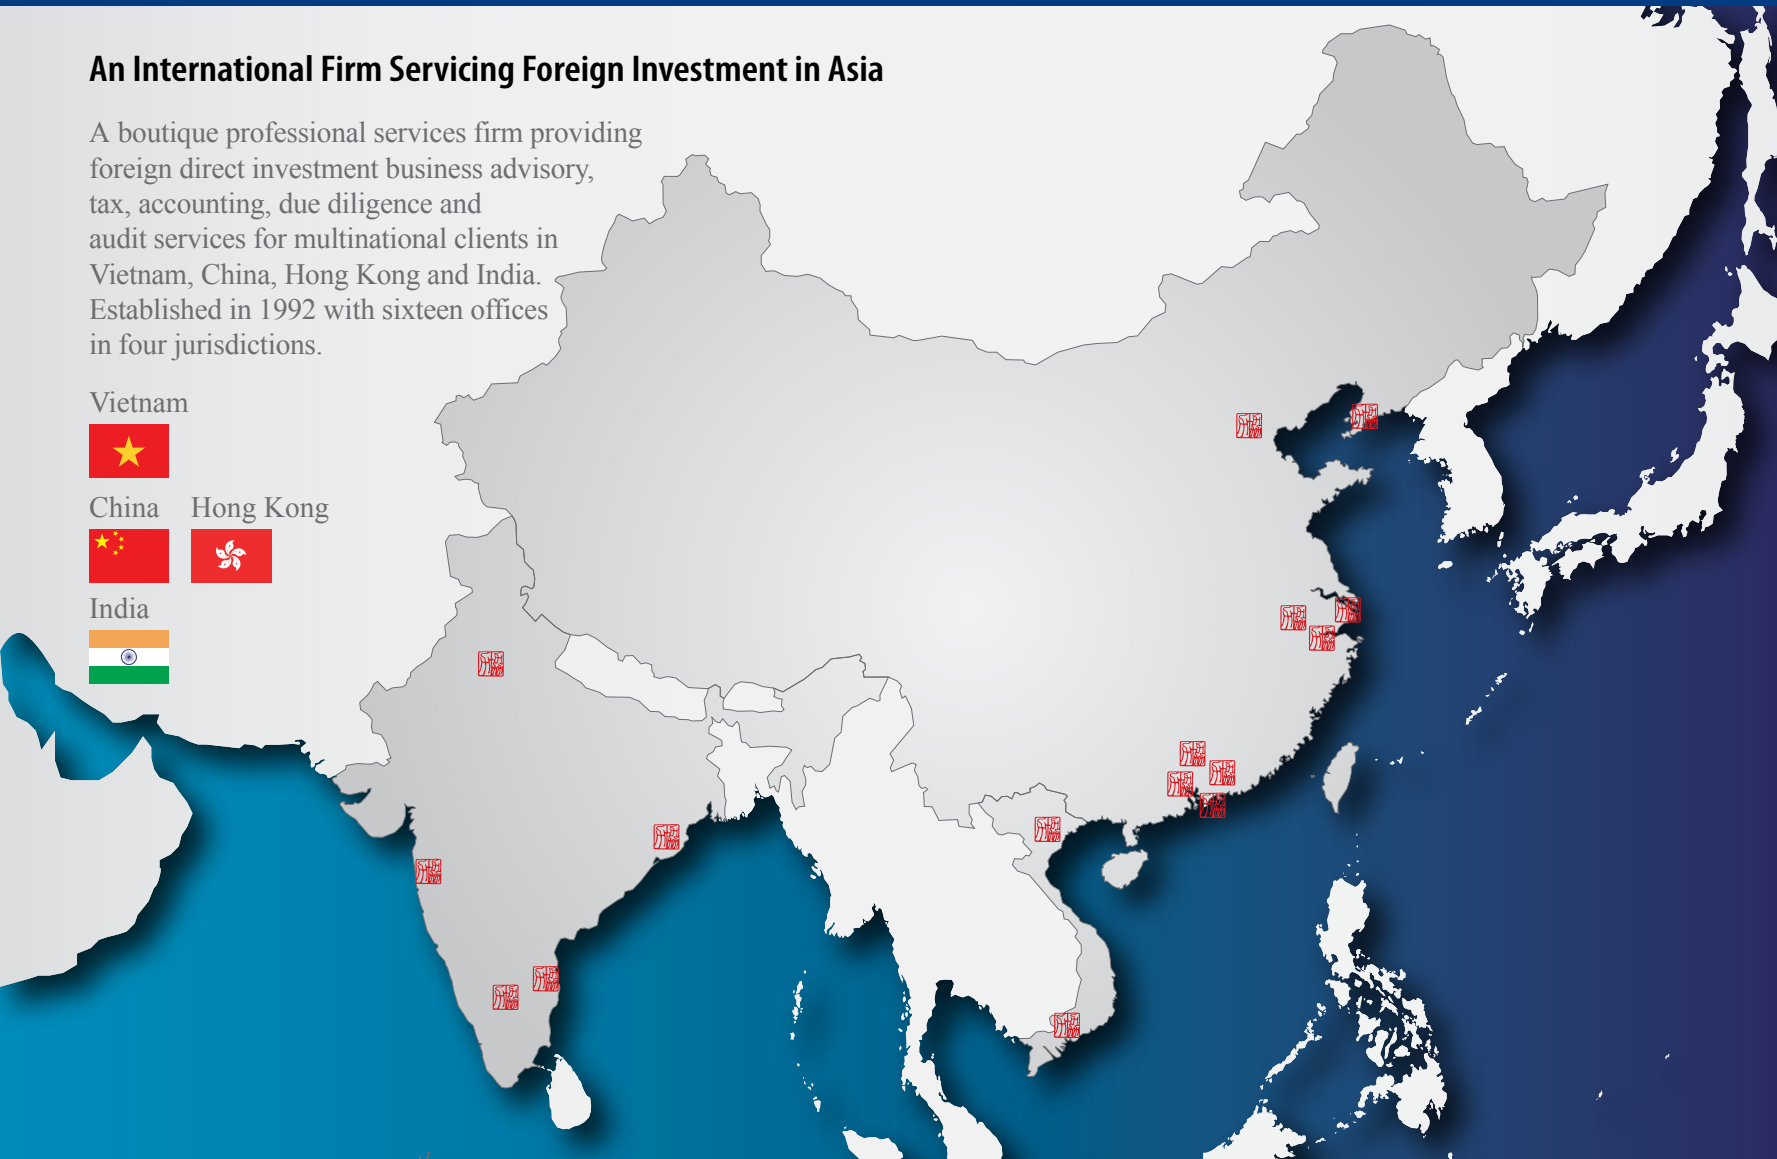 An International Firm Servicing Foreign Investment in Asia
A boutique professional services firm providing
foreign direct investment business advisory,
tax, accounting, due diligence and
audit services for multinational clients in
Vietnam, China, Hong Kong and India.
Established in 1992 with sixteen offices
in four jurisdictions.
Vietnam
China Hong Kong
India